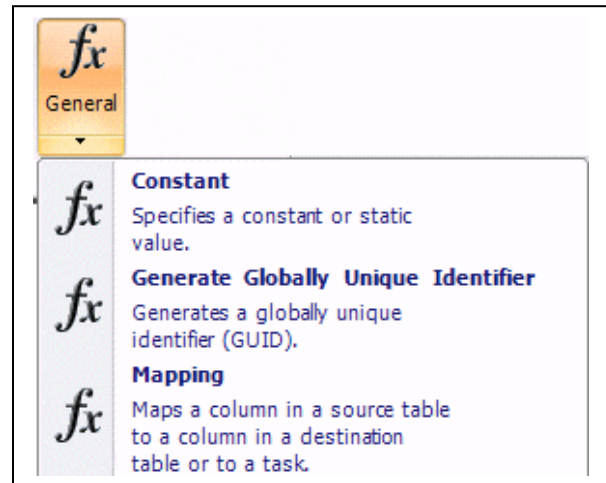 fx
General
fx
Constant
Specifies a constant or static
value.
fx
Generate Globally Unique Identifier
Generates a globally unique
identifier (GUID).
fx
Mapping
Maps a column in a source table
to a column in a destination
table or to a task.